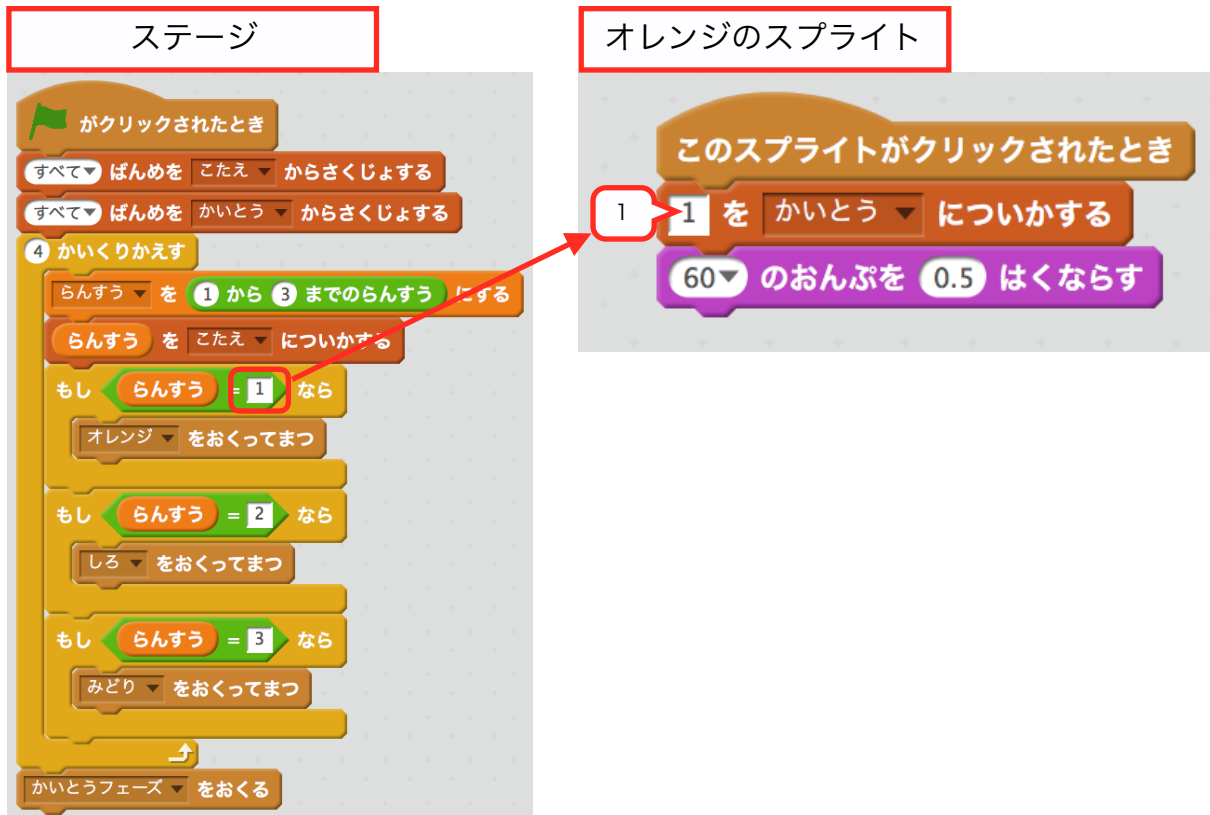 ステージ
がクリックされたとき
すべて ばんめを こたえ からさくじょする
すべて ばんめを かいとう からさくじょする
4 かいくりかえす
らんすう を 1 から 3 までのらんすう にする
らんすう を こたえ についかする
もし らんすう = 1 なら
オレンジ をおくってまつ
もし らんすう = 2 なら
しろ をおくってまつ
もし らんすう = 3 なら
みどり をおくってまつ
かいとうフェーズ をおくる
オレンジのスプライト
このスプライトがクリックされたとき
1
1 を かいとう についかする
60 のおんぷを 0.5 はくならす